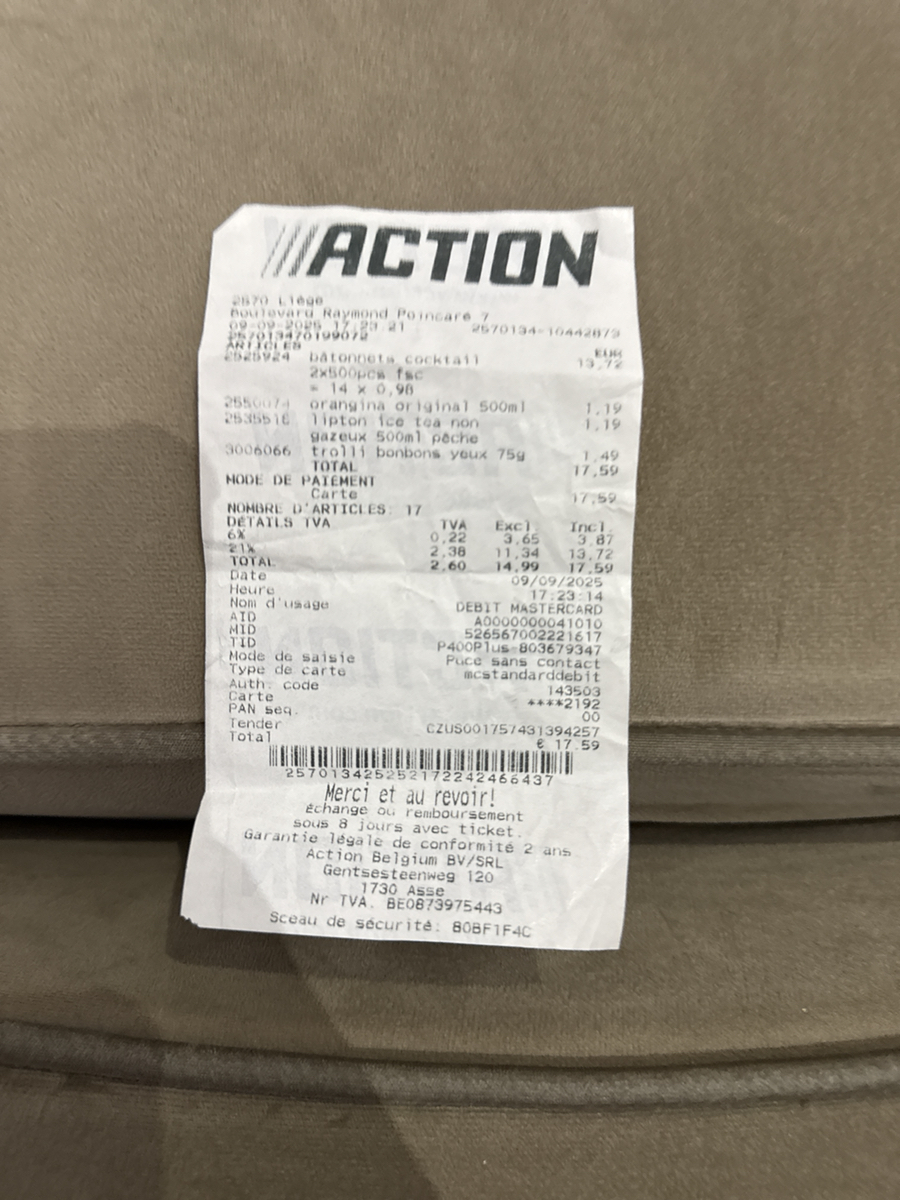 ACTION
2570 Liège
Boulevard Raymond Poincaré 7
09-09-2025 17:23 21 2570134-10442873
257013470199072
ARTICLES EUR
2525924 bâtonnets cocktail 13,72
2x500pcs fsc
= 14 x 0,98
2550074 orangina original 500ml 1,19
2535518 lipton ice tea non 1,19
gazeux 500ml pêche
3006066 trolli bonbons yeux 75g 1,49
TOTAL 17,59
MODE DE PAIEMENT
Carte 17,59
NOMBRE D'ARTICLES: 17
DÉTAILS TVA TVA Excl. Incl.
6% 0,22 3,65 3,87
21% 2,38 11,34 13,72
TOTAL 2,60 14,99 17,59
Date 09/09/2025
Heure 17:23:14
Nom d'usage DEBIT MASTERCARD
AID A0000000041010
MID 526567002221617
TID P400Plus-803679347
Mode de saisie Puce sans contact
Type de carte mcstandarddebit
Auth. code 143503
Carte ****2192
PAN seq. 00
Tender CZUS001757431394257
Total € 17.59
257013425252172242466437
Merci et au revoir!
échange ou remboursement
sous 8 jours avec ticket.
Garantie légale de conformité 2 ans
Action Belgium BV/SRL
Gentsesteenweg 120
1730 Asse
Nr TVA. BE0873975443
Sceau de sécurité: 80BF1F4C